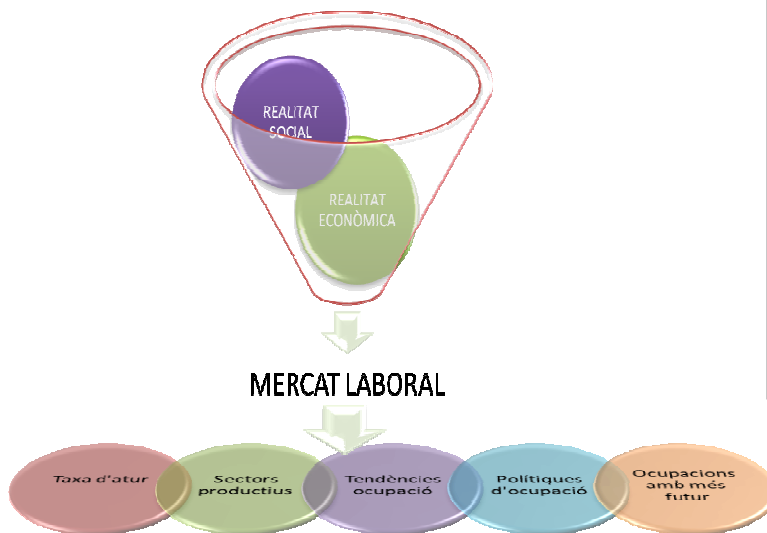 REALITAT
SOCIAL
REALITAT
ECONÒMICA
MERCAT LABORAL
Taxa d'atur
Sectors
productius
Tendències
ocupació
Polítiques
d'ocupació
Ocupacions
amb més
futur